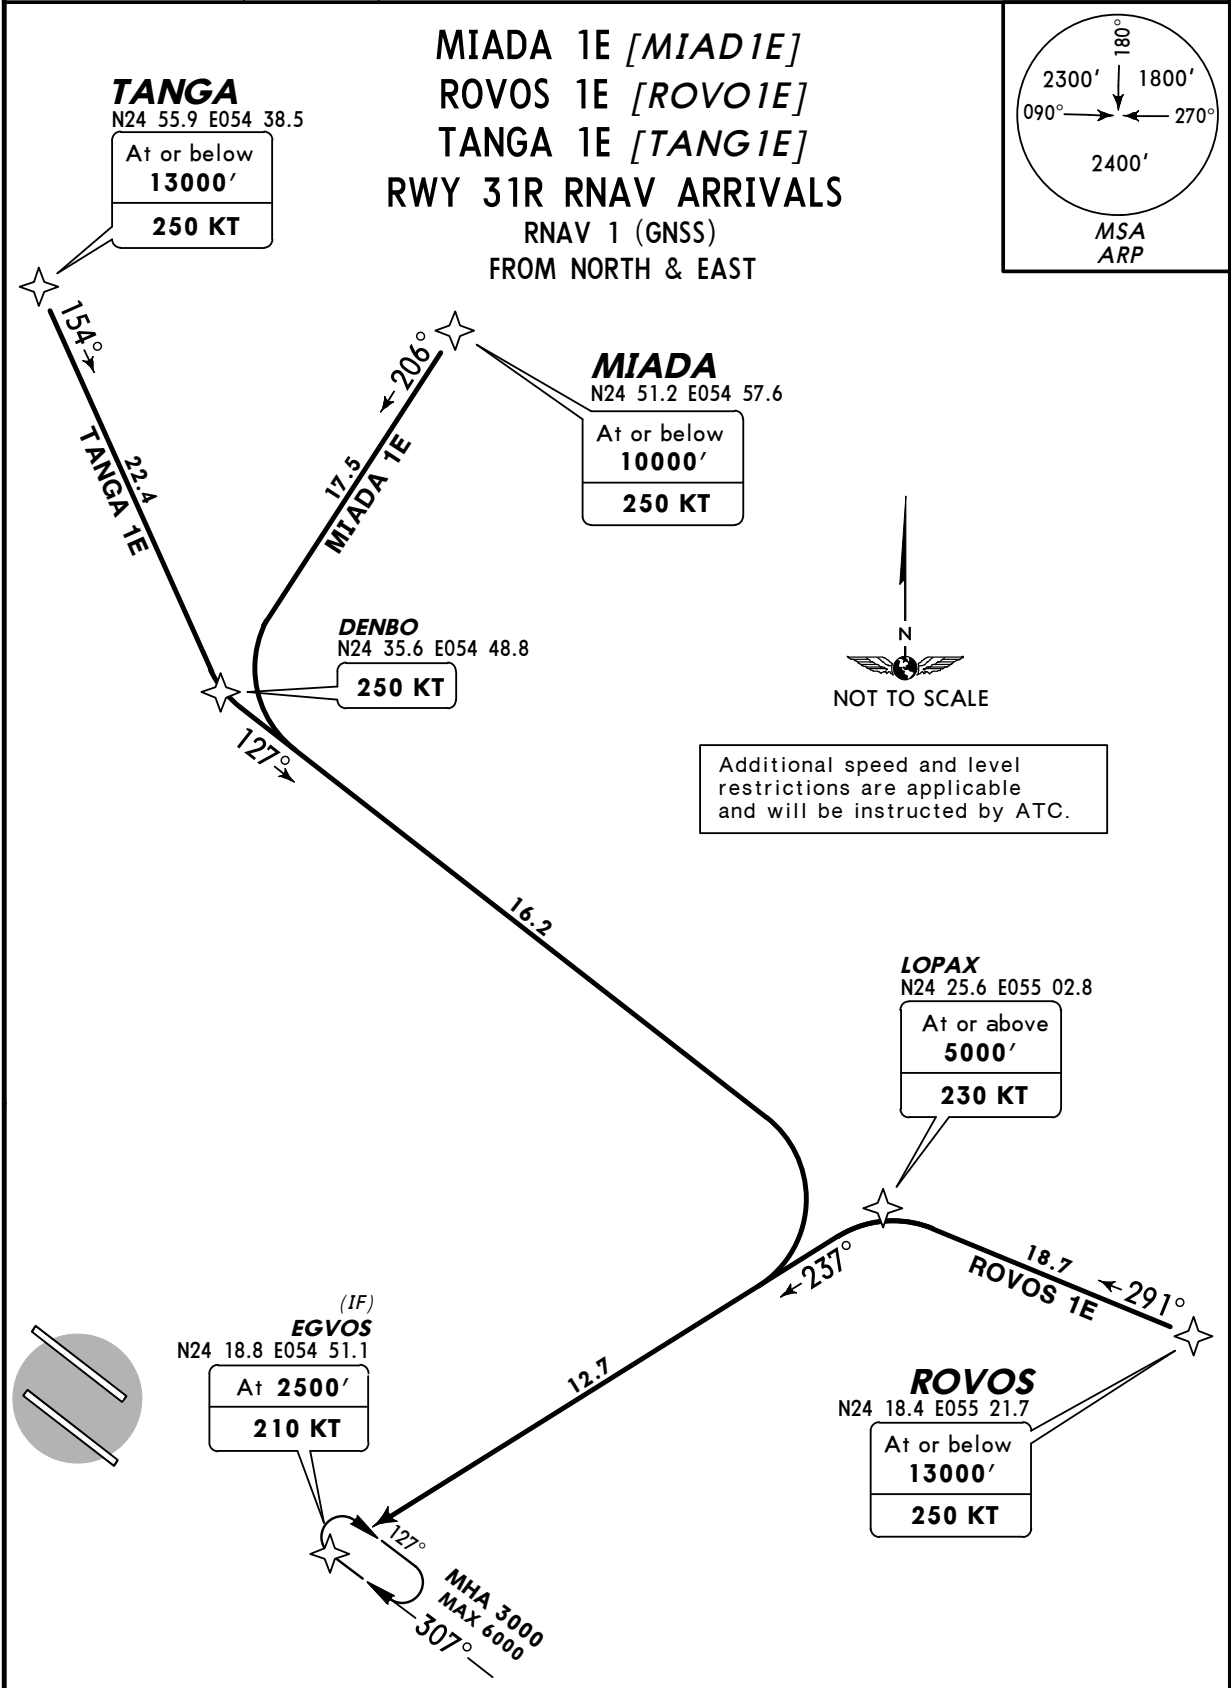 MIADA 1E [MIAD1E]
ROVOS 1E [ROVO1E]
TANGA 1E [TANG1E]
RWY 31R RNAV ARRIVALS
RNAV 1 (GNSS)
FROM NORTH & EAST
180°
2300' 1800'
090° 270°
2400'
MSA
ARP
TANGA
N24 55.9 E054 38.5
At or below
13000'
250 KT
154°
22.4
TANGA 1E
206°
17.5
MIADA 1E
MIADA
N24 51.2 E054 57.6
At or below
10000'
250 KT
DENBO
N24 35.6 E054 48.8
250 KT
127°
N
NOT TO SCALE
Additional speed and level
restrictions are applicable
and will be instructed by ATC.
16.2
LOPAX
N24 25.6 E055 02.8
At or above
5000'
230 KT
237°
18.7
ROVOS 1E
291°
ROVOS
N24 18.4 E055 21.7
At or below
13000'
250 KT
12.7
(IF)
EGVOS
N24 18.8 E054 51.1
At 2500'
210 KT
127°
MHA 3000
MAX 6000
307°